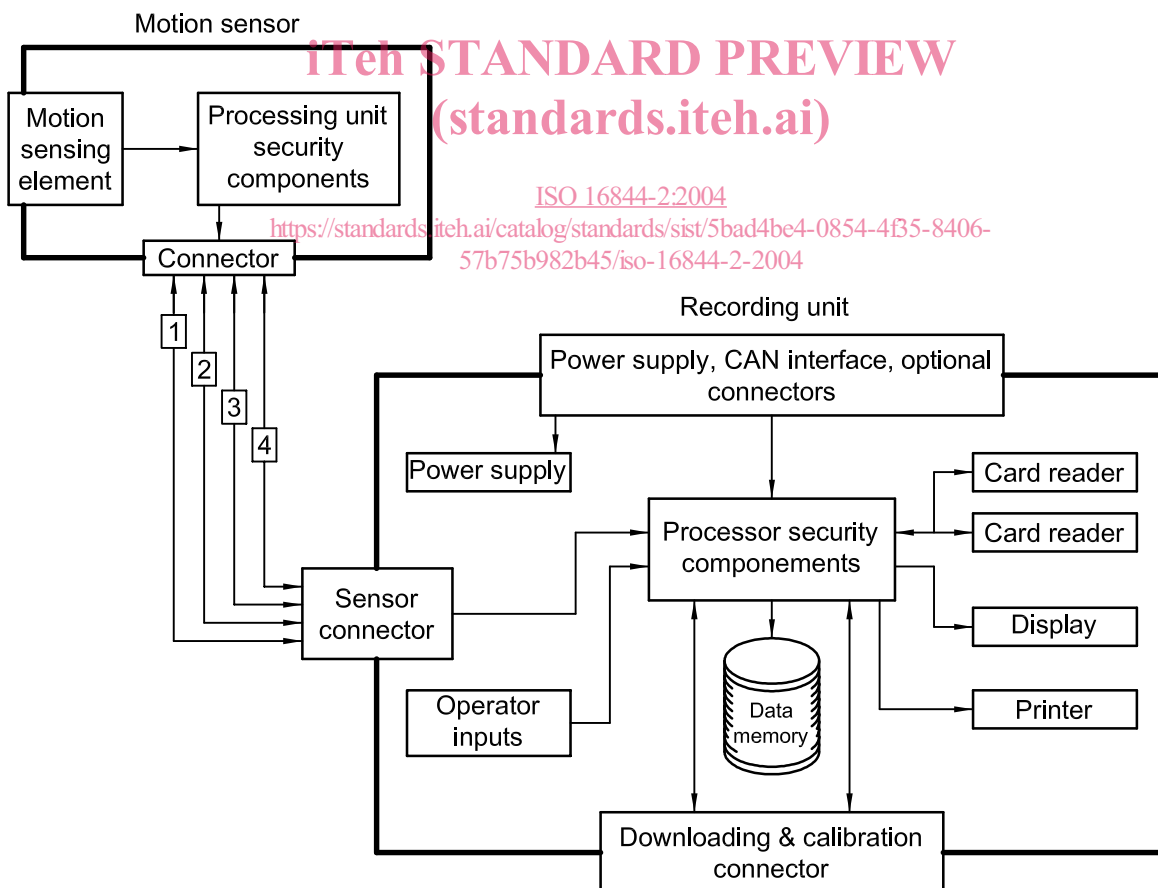 Motion sensor
iTeh STANDARD PREVIEW
(standards.iteh.ai)
Motion
sensing
element
Processing unit
security
components
ISO 16844-2:2004
https://standards.iteh.ai/catalog/standards/sist/5bad4be4-0854-4f35-8406-
57b75b982b45/iso-16844-2-2004
Connector
1
2
3
4
Recording unit
Power supply, CAN interface, optional
connectors
Power supply
Card reader
Card reader
Processor security
componements
Sensor
connector
Display
Operator
inputs
Data
memory
Printer
Downloading & calibration
connector